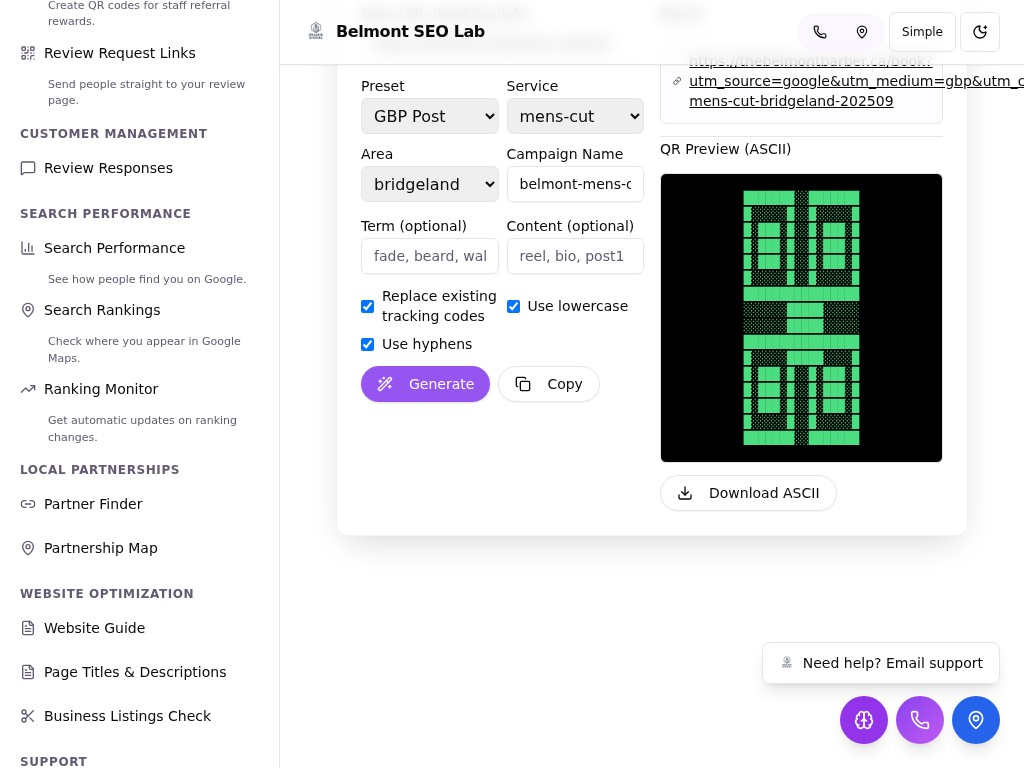 Create QR codes for staff referral
rewards.
Review Request Links
Send people straight to your review
page.
CUSTOMER MANAGEMENT
Review Responses
SEARCH PERFORMANCE
Search Performance
See how people find you on Google.
Search Rankings
Check where you appear in Google
Maps.
Ranking Monitor
Get automatic updates on ranking
changes.
LOCAL PARTNERSHIPS
Partner Finder
Partnership Map
WEBSITE OPTIMIZATION
Website Guide
Page Titles & Descriptions
Business Listings Check
SUPPORT
Belmont SEO Lab
Simple
Preset
Service
GBP Post
mens-cut
Area
Campaign Name
bridgeland
belmont-mens-c
Term (optional)
Content (optional)
fade, beard, wal
reel, bio, post1
Replace existing
tracking codes
Use lowercase
Use hyphens
Generate
Copy
https://thebelmontbarber.ca/book?
utm_source=google&utm_medium=gbp&utm_c
mens-cut-bridgeland-202509
QR Preview (ASCII)
Download ASCII
Need help? Email support